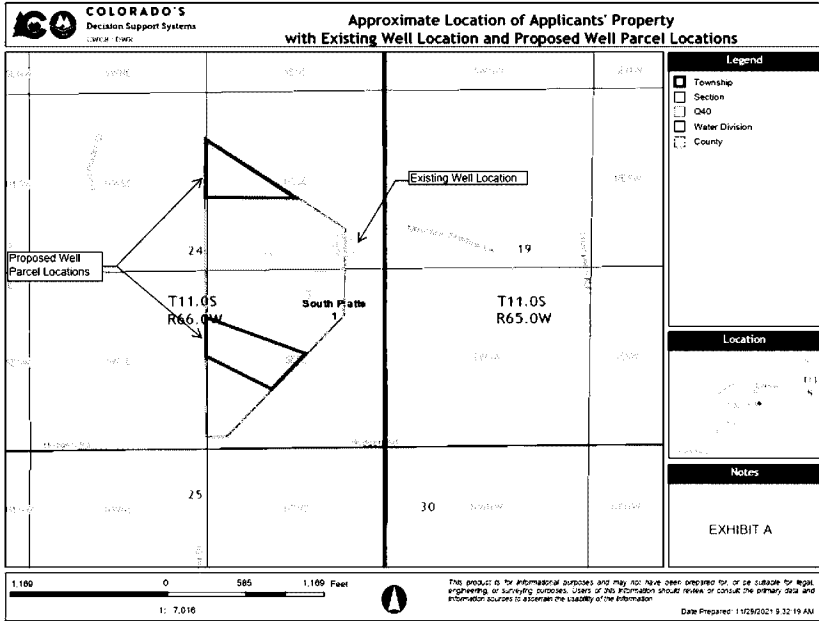 COLORADO'S
Decision Support Systems
CWCB / DWR
Approximate Location of Applicants' Property
with Existing Well Location and Proposed Well Parcel Locations
Legend
Township
Section
Q40
Water Division
County
Existing Well Location
24
19
Proposed Well
Parcel Locations
T11.0S
R66.0W
South Platte
1
T11.0S
R65.0W
Location
25
30
Notes
EXHIBIT A
1,169 0 585 1,169 Feet
1: 7,016
This product is for informational purposes and may not have been prepared for, or be suitable for legal,
engineering, or surveying purposes. Users of this information should review or consult the primary data and
information sources to ascertain the usability of the information.
Date Prepared: 11/29/2021 9:32:19 AM